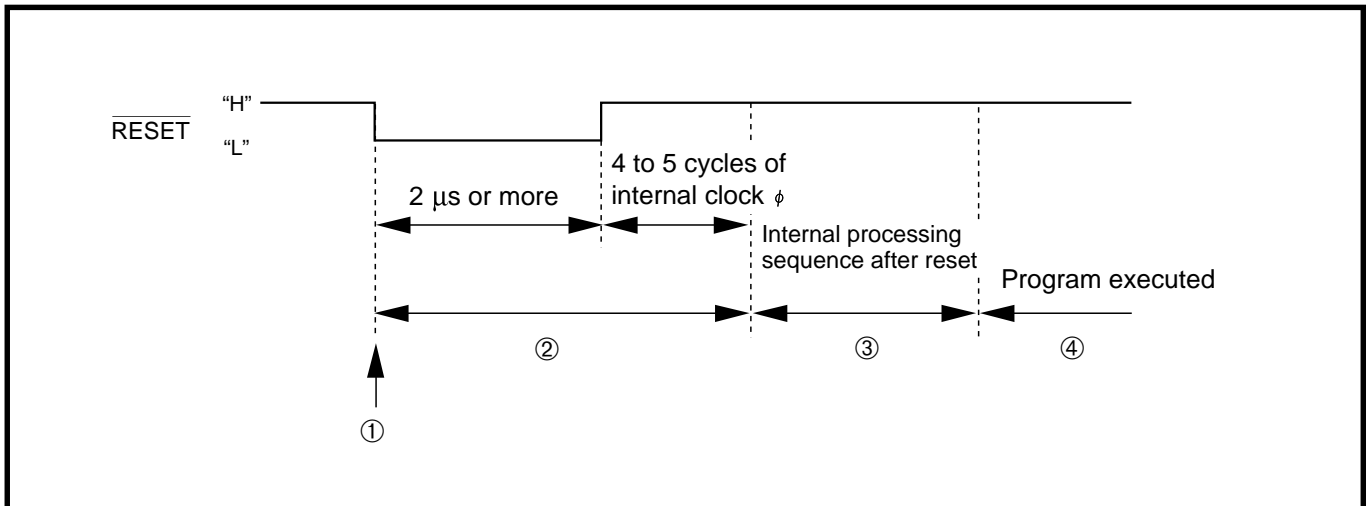 “H”
RESET
“L”
4 to 5 cycles of
internal clock ϕ
2 μs or more
Internal processing
sequence after reset
Program executed
②
③
④
①